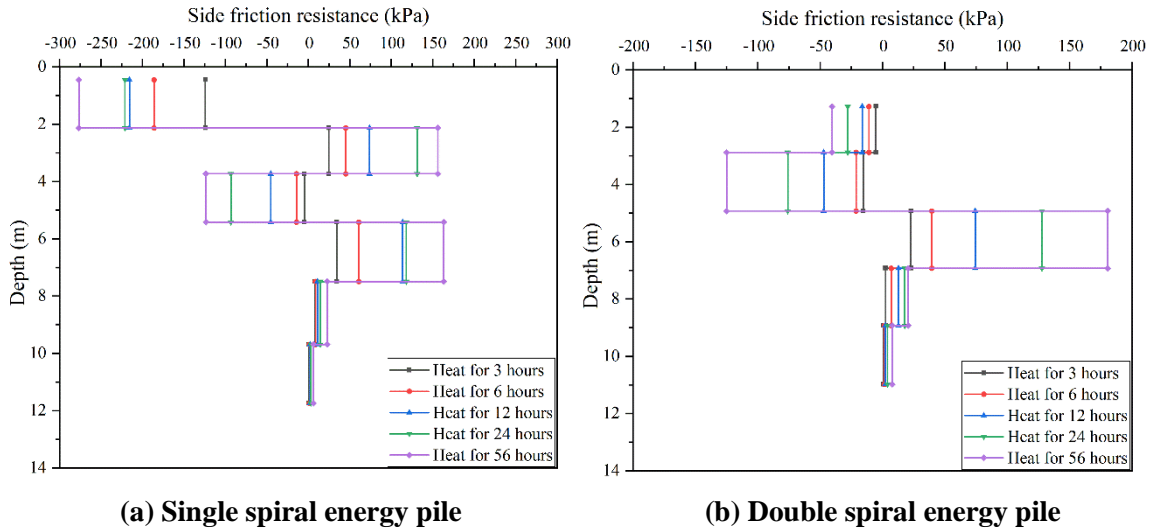 Side friction resistance (kPa)
-300 -250 -200 -150 -100 -50 0 50 100 150 200 250 300
0
2
4
6
8
10
12
14
Depth (m)
Heat for 3 hours
Heat for 6 hours
Heat for 12 hours
Heat for 24 hours
Heat for 56 hours
(a) Single spiral energy pile
Side friction resistance (kPa)
-200 -150 -100 -50 0 50 100 150 200
0
2
4
6
8
10
12
14
Depth (m)
Heat for 3 hours
Heat for 6 hours
Heat for 12 hours
Heat for 24 hours
Heat for 56 hours
(b) Double spiral energy pile